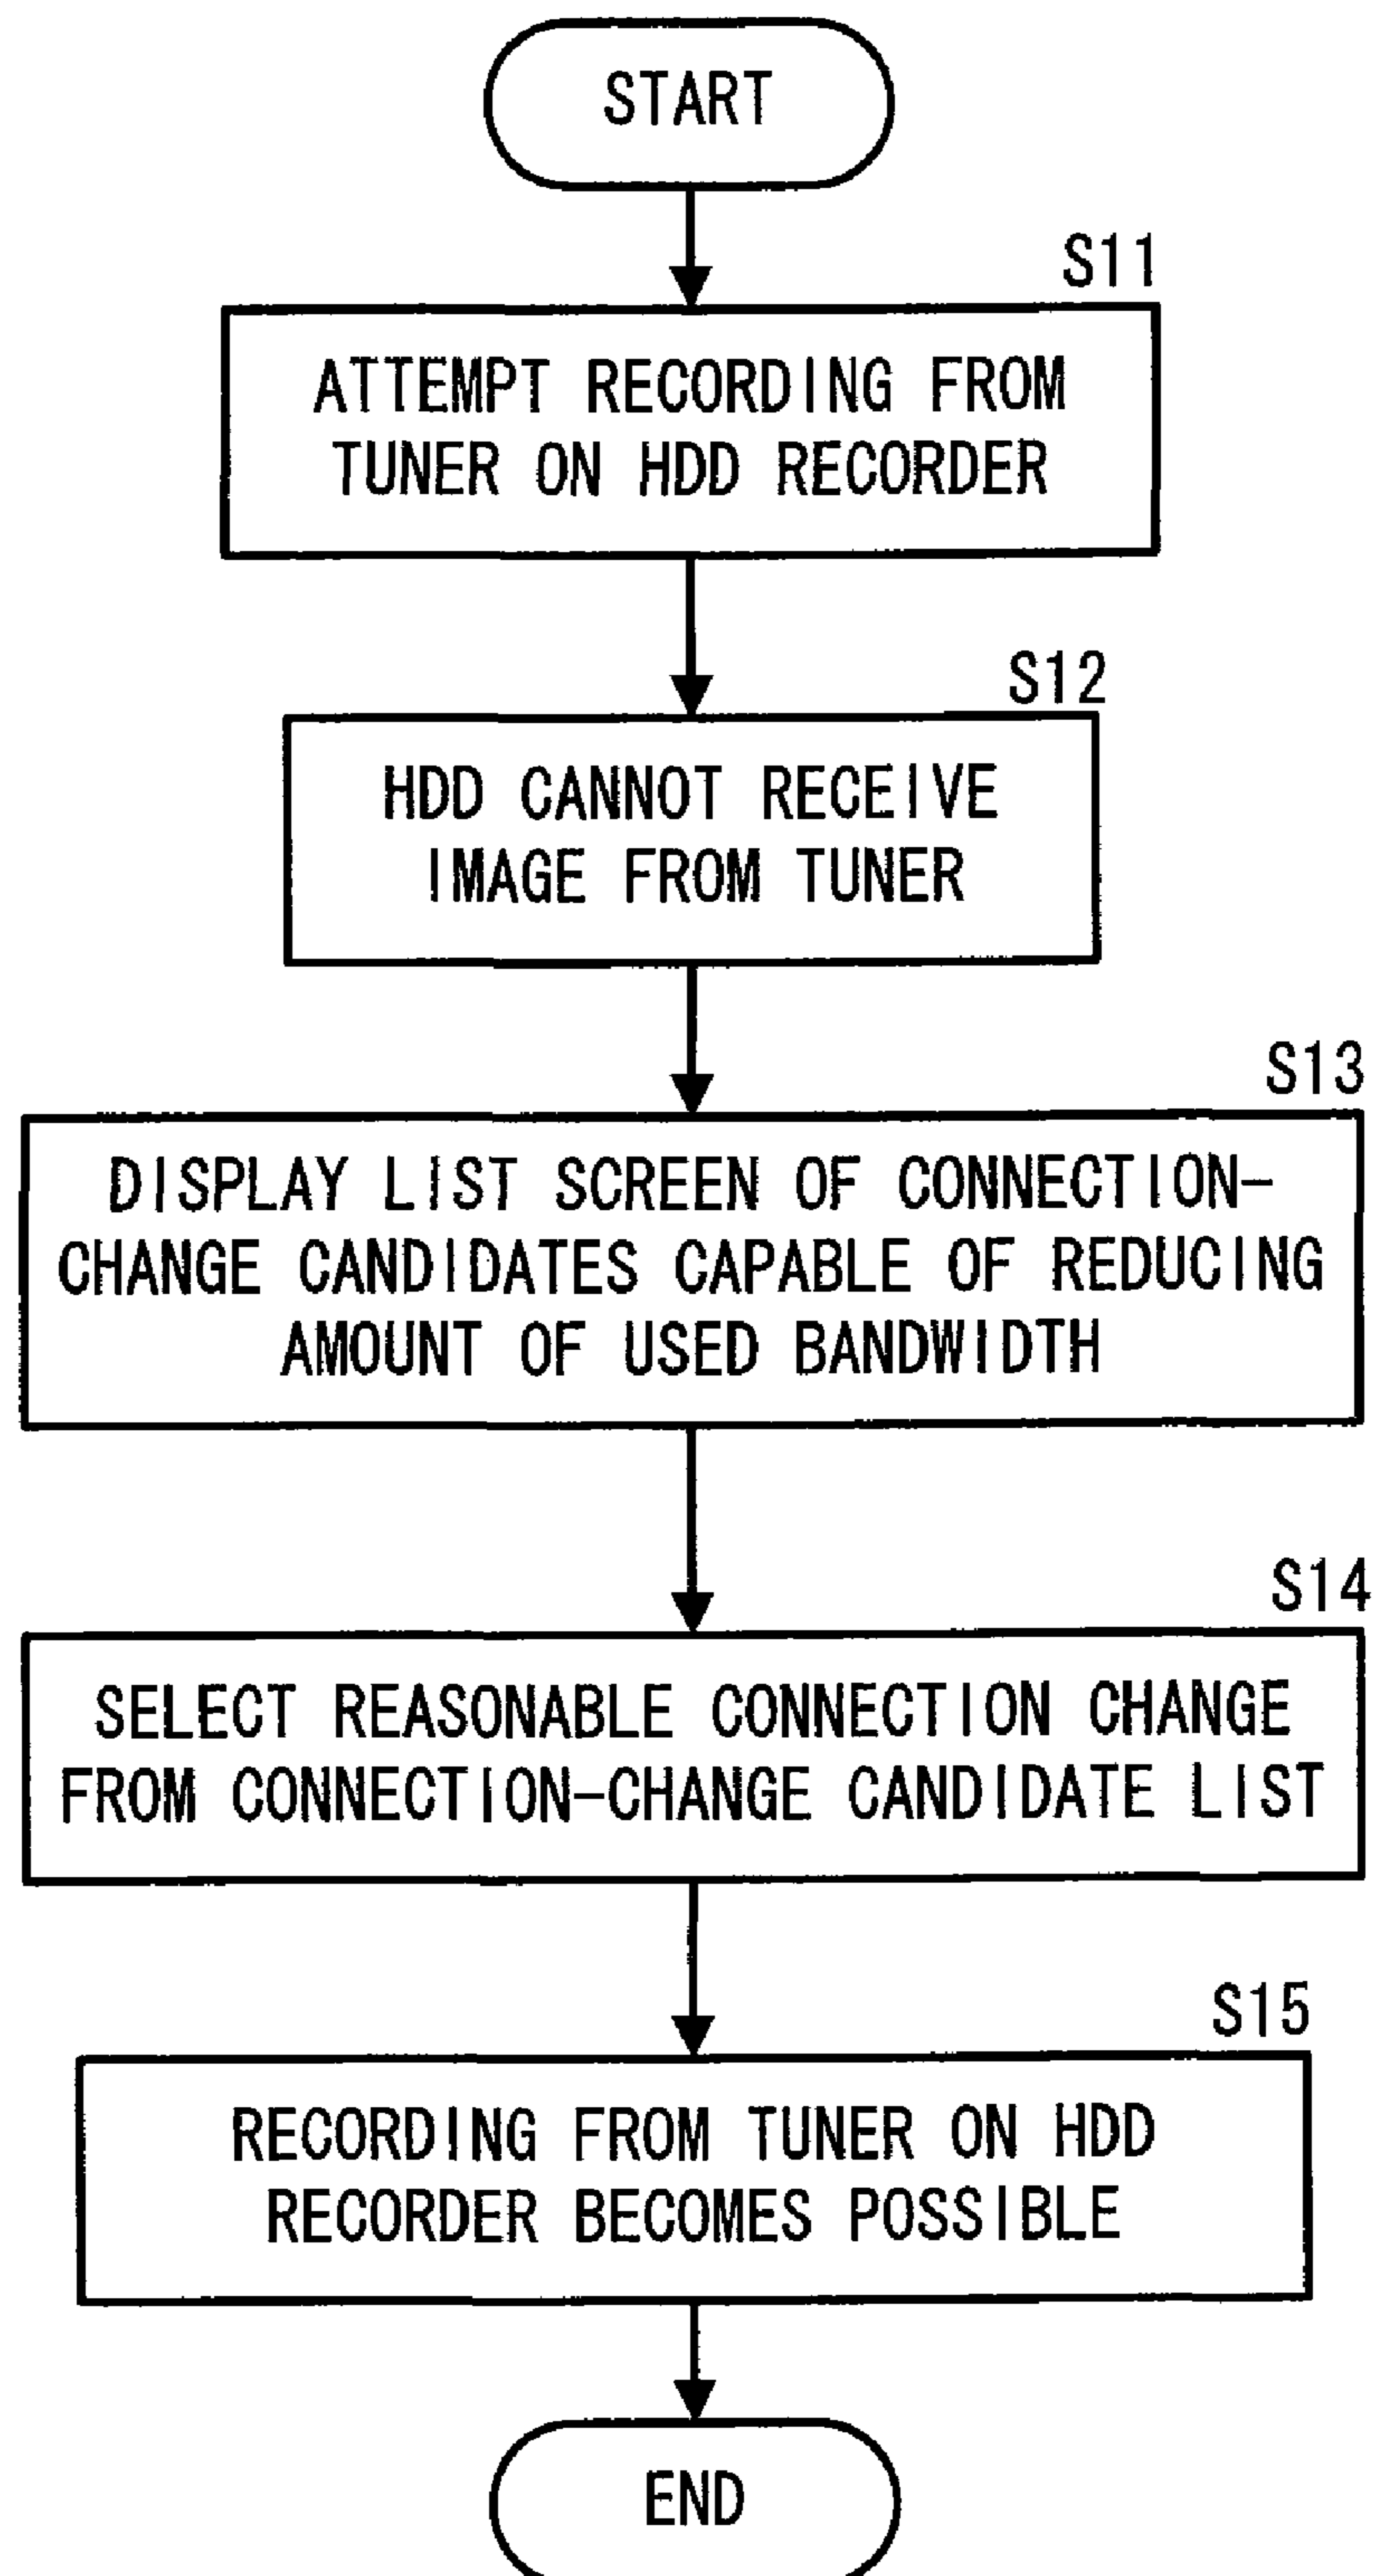 START
S11
ATTEMPT RECORDING FROM
TUNER ON HDD RECORDER
S12
HDD CANNOT RECEIVE
IMAGE FROM TUNER
S13
DISPLAY LIST SCREEN OF CONNECTION-
CHANGE CANDIDATES CAPABLE OF REDUCING
AMOUNT OF USED BANDWIDTH
S14
SELECT REASONABLE CONNECTION CHANGE
FROM CONNECTION-CHANGE CANDIDATE LIST
S15
RECORDING FROM TUNER ON HDD
RECORDER BECOMES POSSIBLE
END